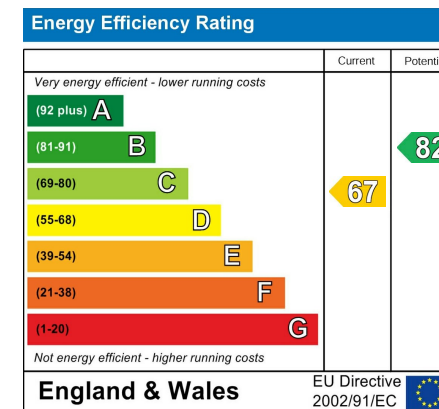 Energy Efficiency Rating
Current Potenti
Very energy efficient - lower running costs
(92 plus) A
(81-91) B
82
(69-80) C
67
(55-68) D
(39-54) E
(21-38) F
(1-20) G
Not energy efficient - higher running costs
England & Wales
EU Directive
2002/91/EC